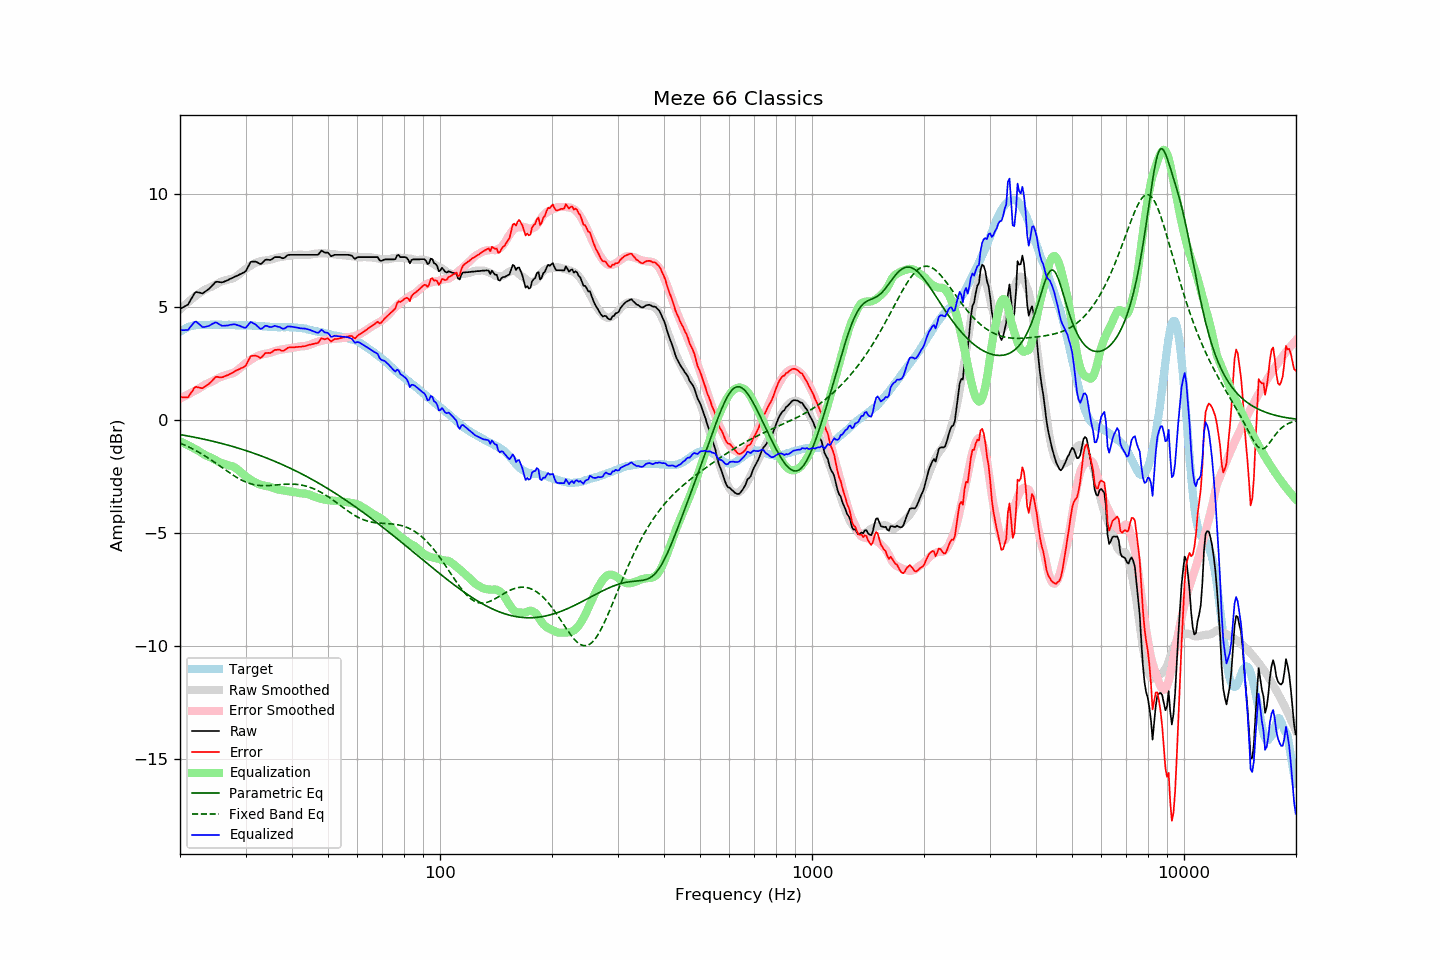 Meze 66 Classics
Amplitude (dBr)
10
5
0
−5
−10
−15
Target
Raw Smoothed
Error Smoothed
Raw
Error
Equalization
Parametric Eq
Fixed Band Eq
Equalized
100
1000
10000
Frequency (Hz)